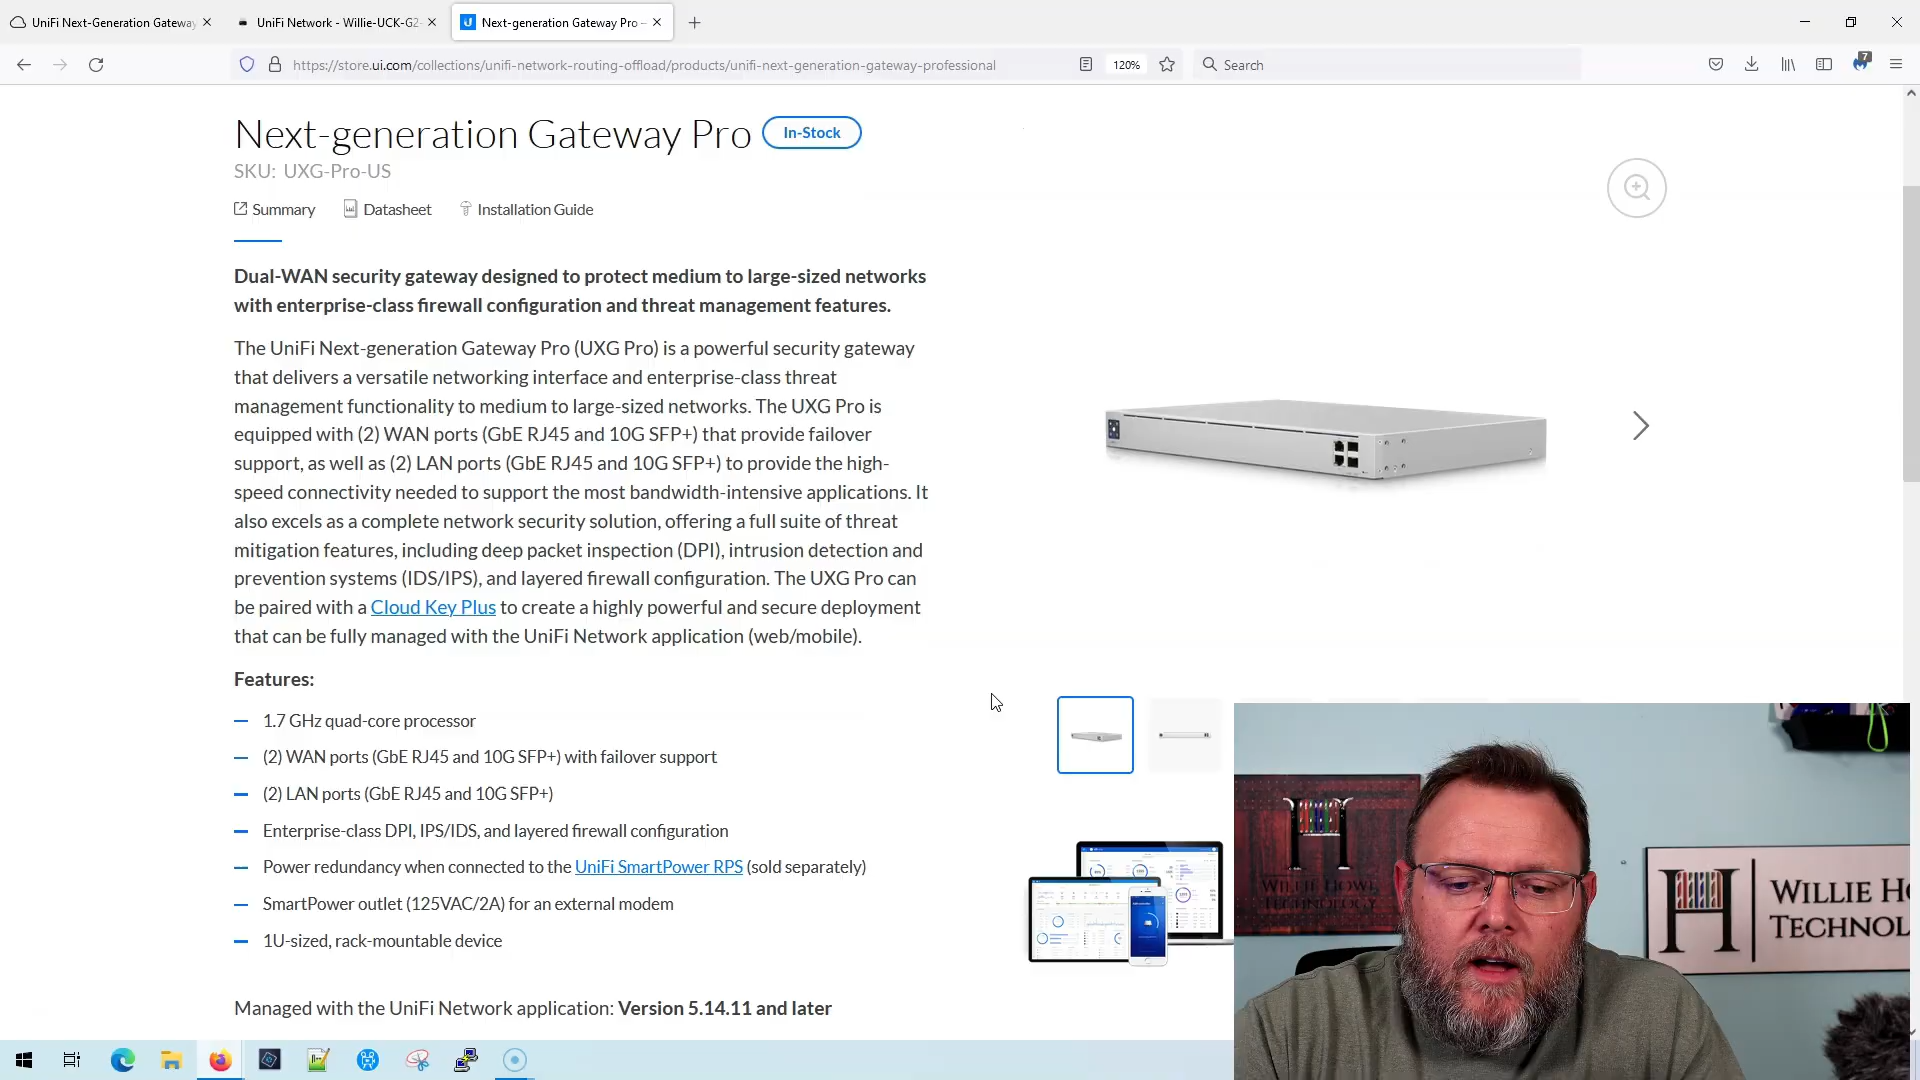 UniFi Next-Generation Gateway
UniFi Network - Willie-UCK-G2-
Next-generation Gateway Pro –
https://store.ui.com/collections/unifi-network-routing-offload/products/unifi-next-generation-gateway-professional
120%
Search
7
Next-generation Gateway Pro
In-Stock
SKU: UXG-Pro-US
Summary
Datasheet
Installation Guide
Dual-WAN security gateway designed to protect medium to large-sized networks
with enterprise-class firewall configuration and threat management features.
The UniFi Next-generation Gateway Pro (UXG Pro) is a powerful security gateway
that delivers a versatile networking interface and enterprise-class threat
management functionality to medium to large-sized networks. The UXG Pro is
equipped with (2) WAN ports (GbE RJ45 and 10G SFP+) that provide failover
support, as well as (2) LAN ports (GbE RJ45 and 10G SFP+) to provide the high-
speed connectivity needed to support the most bandwidth-intensive applications. It
also excels as a complete network security solution, offering a full suite of threat
mitigation features, including deep packet inspection (DPI), intrusion detection and
prevention systems (IDS/IPS), and layered firewall configuration. The UXG Pro can
be paired with a Cloud Key Plus to create a highly powerful and secure deployment
that can be fully managed with the UniFi Network application (web/mobile).
Features:
1.7 GHz quad-core processor
(2) WAN ports (GbE RJ45 and 10G SFP+) with failover support
(2) LAN ports (GbE RJ45 and 10G SFP+)
Enterprise-class DPI, IPS/IDS, and layered firewall configuration
Power redundancy when connected to the UniFi SmartPower RPS (sold separately)
SmartPower outlet (125VAC/2A) for an external modem
1U-sized, rack-mountable device
Managed with the UniFi Network application: Version 5.14.11 and later
WILLIE HOWE
TECHNOLOGY
WILLIE HO
TECHNOL